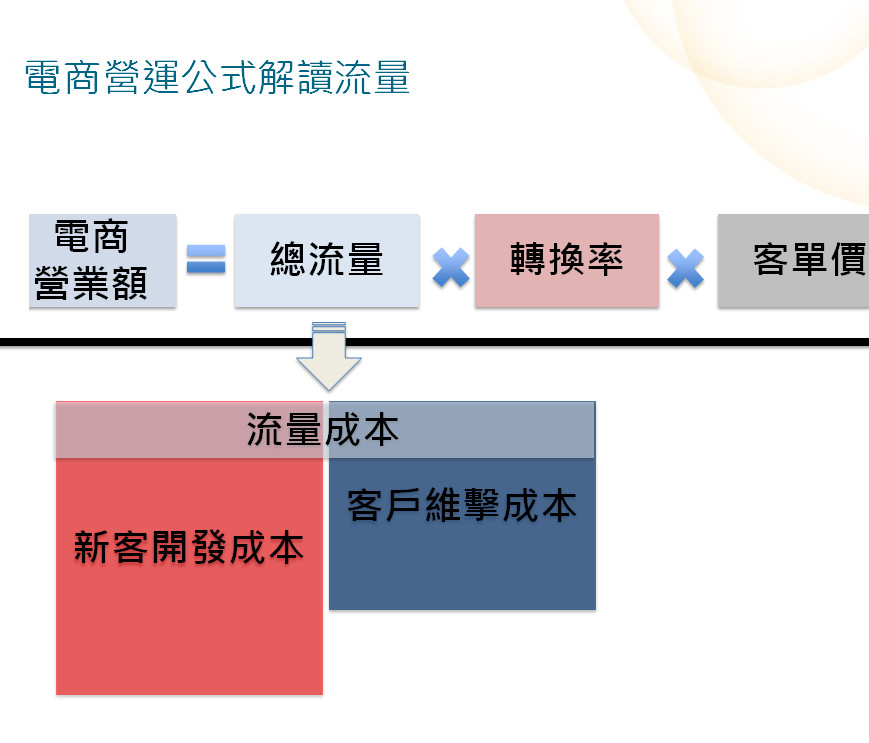 電商營運公式解讀流量
電商
營業額
總流量
轉換率
客單價
流量成本
新客開發成本
客戶維擊成本